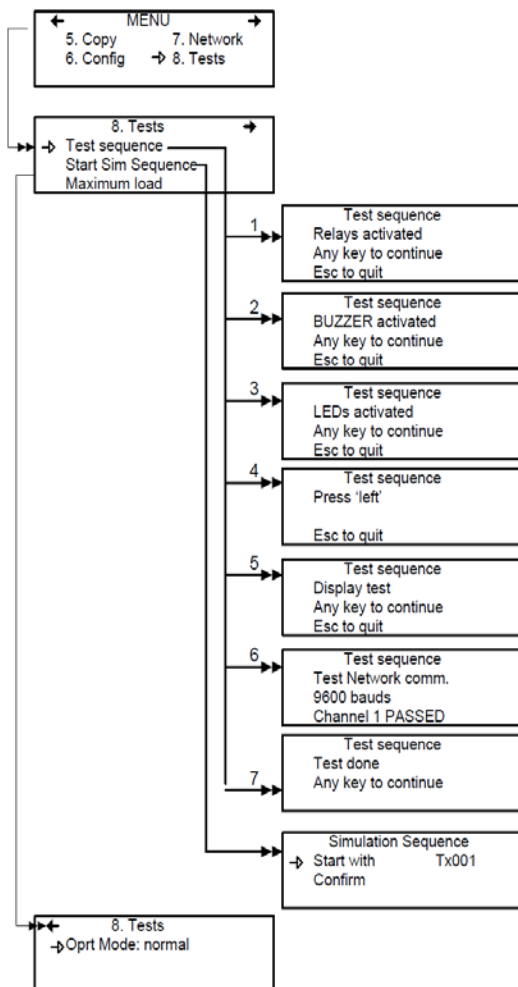 MENU
5. Copy 7. Network
6. Config 8. Tests
8. Tests
Test sequence
Start Sim Sequence
Maximum load
1
Test sequence
Relays activated
Any key to continue
Esc to quit
2
Test sequence
BUZZER activated
Any key to continue
Esc to quit
3
Test sequence
LEDs activated
Any key to continue
Esc to quit
4
Test sequence
Press 'left'
Esc to quit
5
Test sequence
Display test
Any key to continue
Esc to quit
6
Test sequence
Test Network comm.
9600 bauds
Channel 1 PASSED
7
Test sequence
Test done
Any key to continue
Simulation Sequence
Start with Tx001
Confirm
8. Tests
Oprt Mode: normal